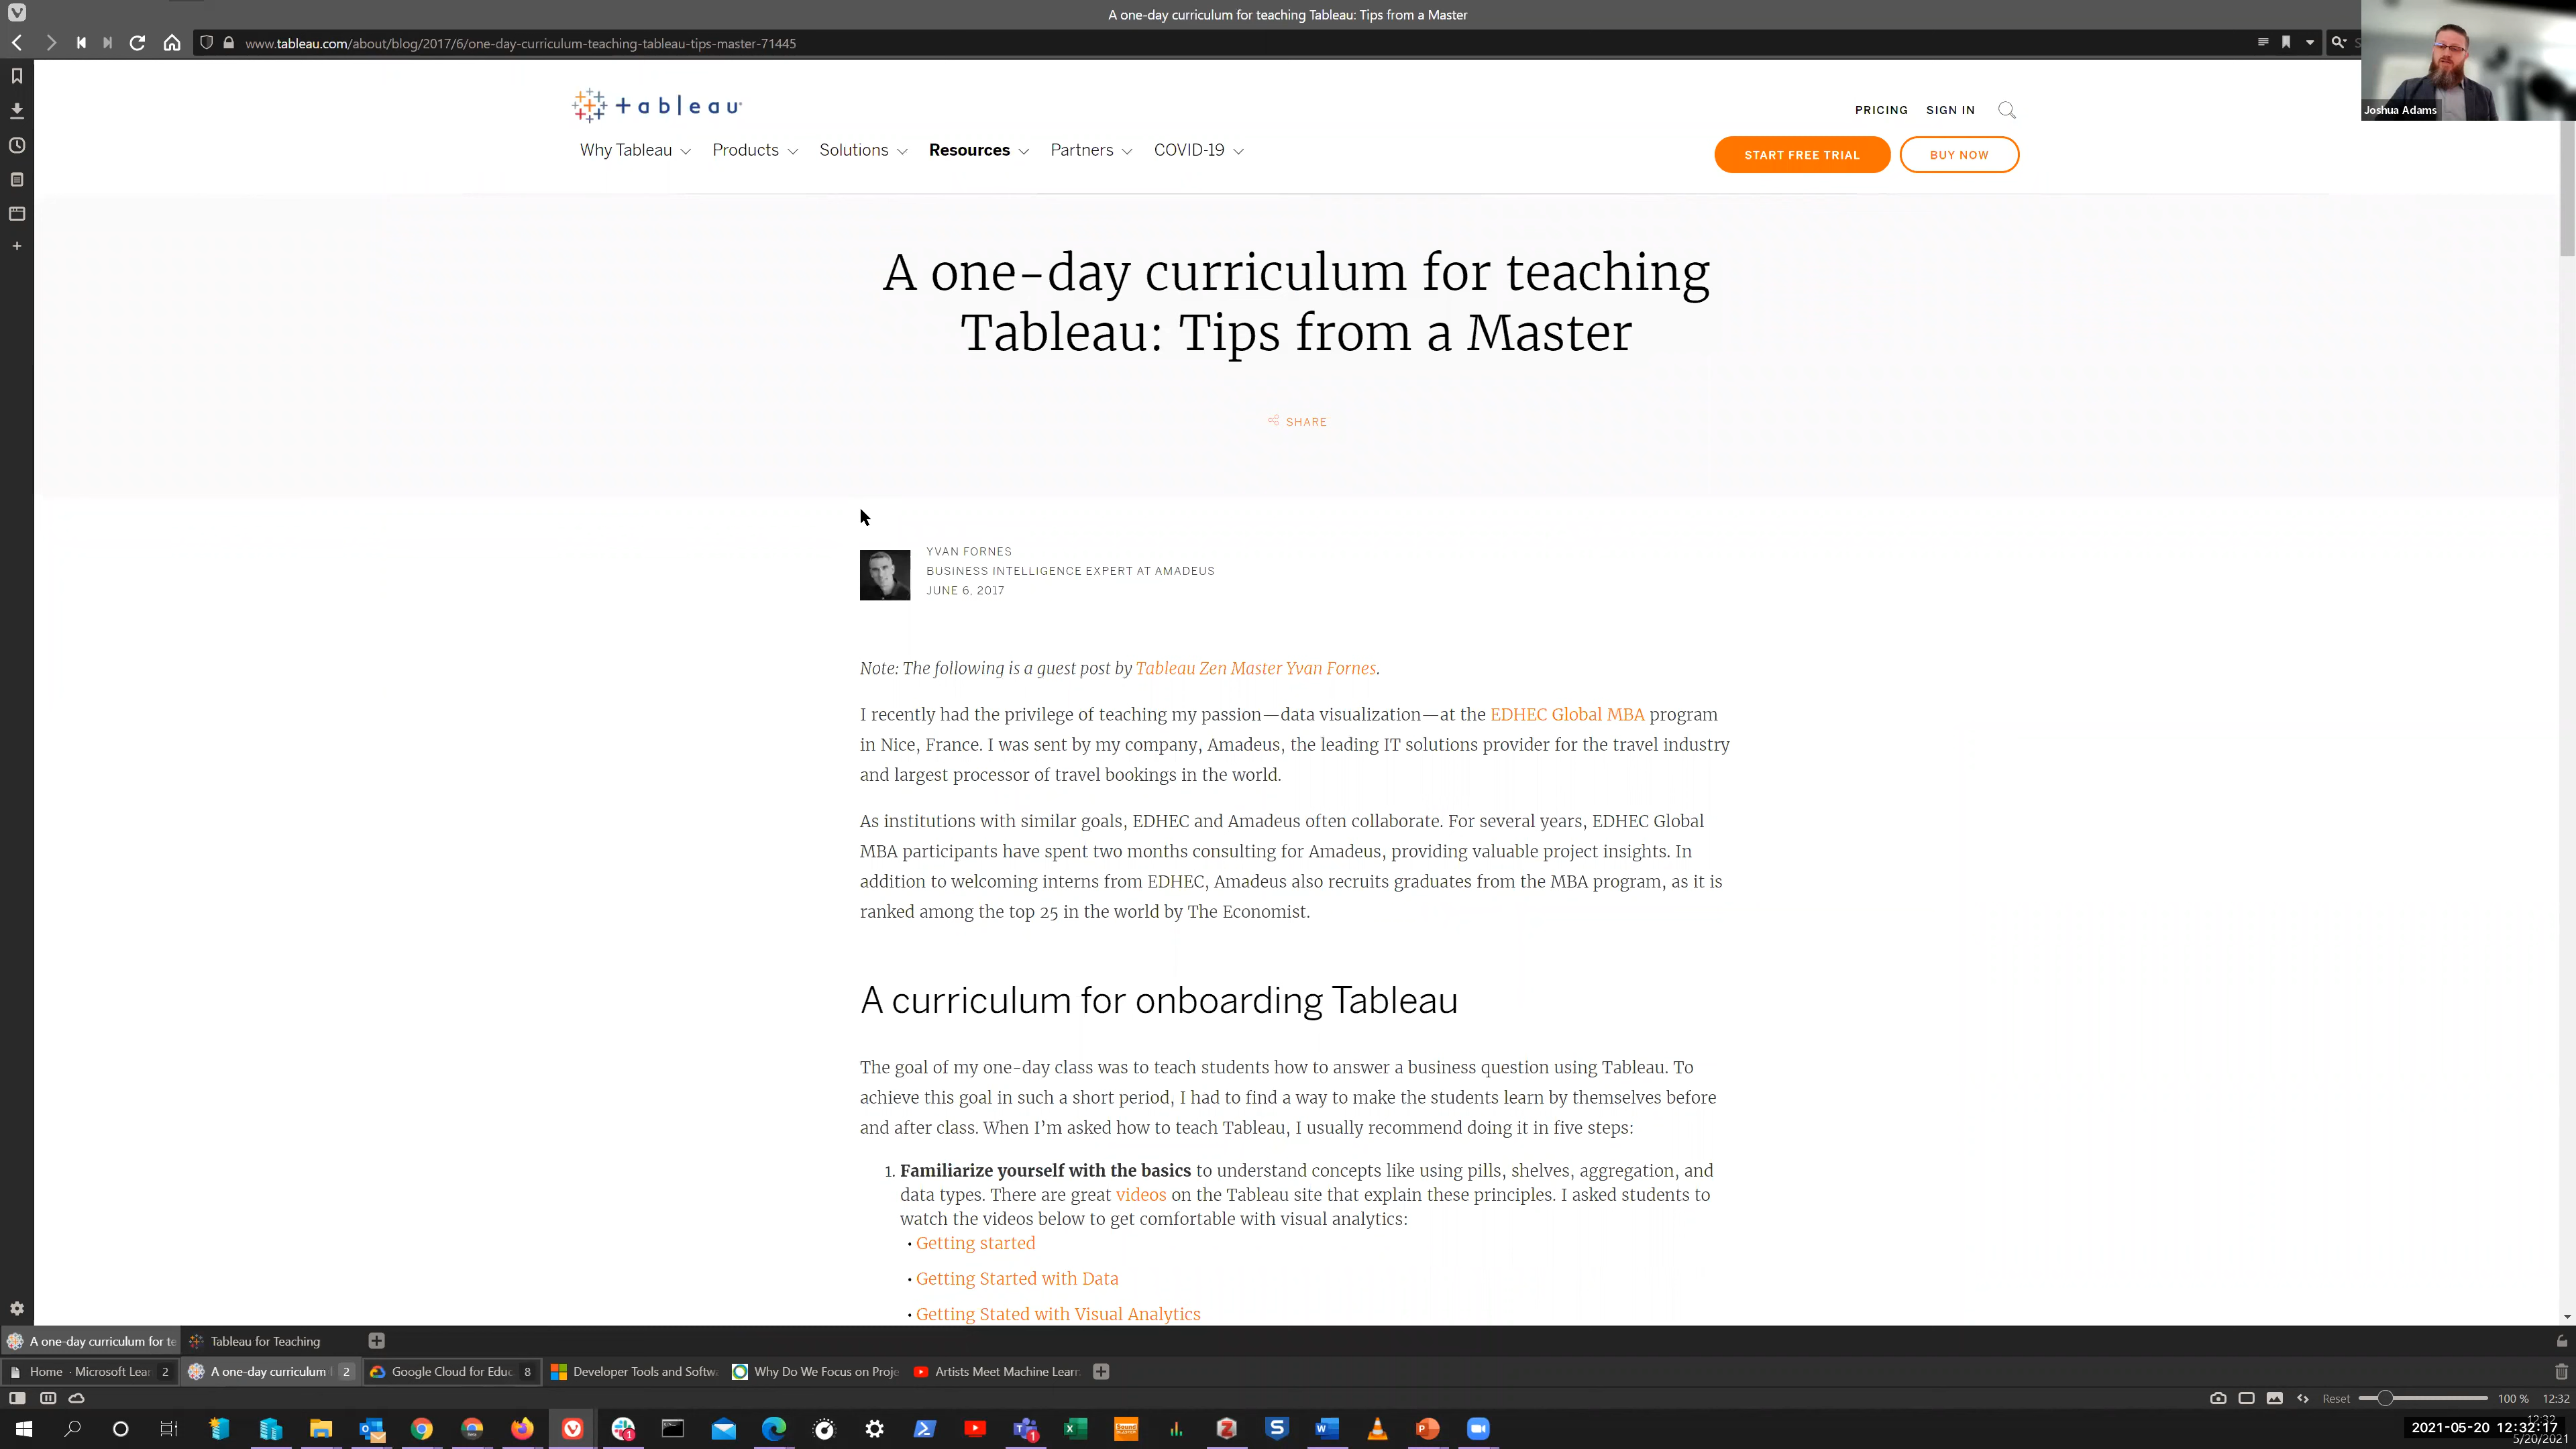 A one-day curriculum for teaching Tableau: Tips from a Master
www.tableau.com/about/blog/2017/6/one-day-curriculum-teaching-tableau-tips-master-71445
Joshua Adams
+ a b l e a u
PRICING SIGN IN
Why Tableau Products Solutions Resources Partners COVID-19
START FREE TRIAL BUY NOW
A one-day curriculum for teaching
Tableau: Tips from a Master
SHARE
YVAN FORNES
BUSINESS INTELLIGENCE EXPERT AT AMADEUS
JUNE 6, 2017
Note: The following is a guest post by Tableau Zen Master Yvan Fornes.
I recently had the privilege of teaching my passion—data visualization—at the EDHEC Global MBA program
in Nice, France. I was sent by my company, Amadeus, the leading IT solutions provider for the travel industry
and largest processor of travel bookings in the world.
As institutions with similar goals, EDHEC and Amadeus often collaborate. For several years, EDHEC Global
MBA participants have spent two months consulting for Amadeus, providing valuable project insights. In
addition to welcoming interns from EDHEC, Amadeus also recruits graduates from the MBA program, as it is
ranked among the top 25 in the world by The Economist.
A curriculum for onboarding Tableau
The goal of my one-day class was to teach students how to answer a business question using Tableau. To
achieve this goal in such a short period, I had to find a way to make the students learn by themselves before
and after class. When I'm asked how to teach Tableau, I usually recommend doing it in five steps:
1. Familiarize yourself with the basics to understand concepts like using pills, shelves, aggregation, and
data types. There are great videos on the Tableau site that explain these principles. I asked students to
watch the videos below to get comfortable with visual analytics:
• Getting started
• Getting Started with Data
• Getting Stated with Visual Analytics
A one-day curriculum for te Tableau for Teaching
Home · Microsoft Lear 2 A one-day curriculum 2 Google Cloud for Educ 8 Developer Tools and Softwa Why Do We Focus on Proje Artists Meet Machine Learn
Reset 100 % 12:32
12:32
2021-05-20 12:32:17
5/20/2021